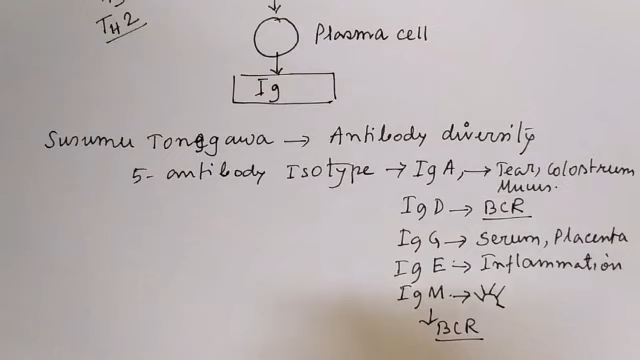 TH2
Plasma cell
Ig
Susumu Tonegawa → Antibody diversity
5- antibody Isotype → IgA, → Tear, Colostrum
Mucus.
IgD → BCR
IgG → Serum, Placenta
IgE → Inflammation
IgM →
↓ BCR